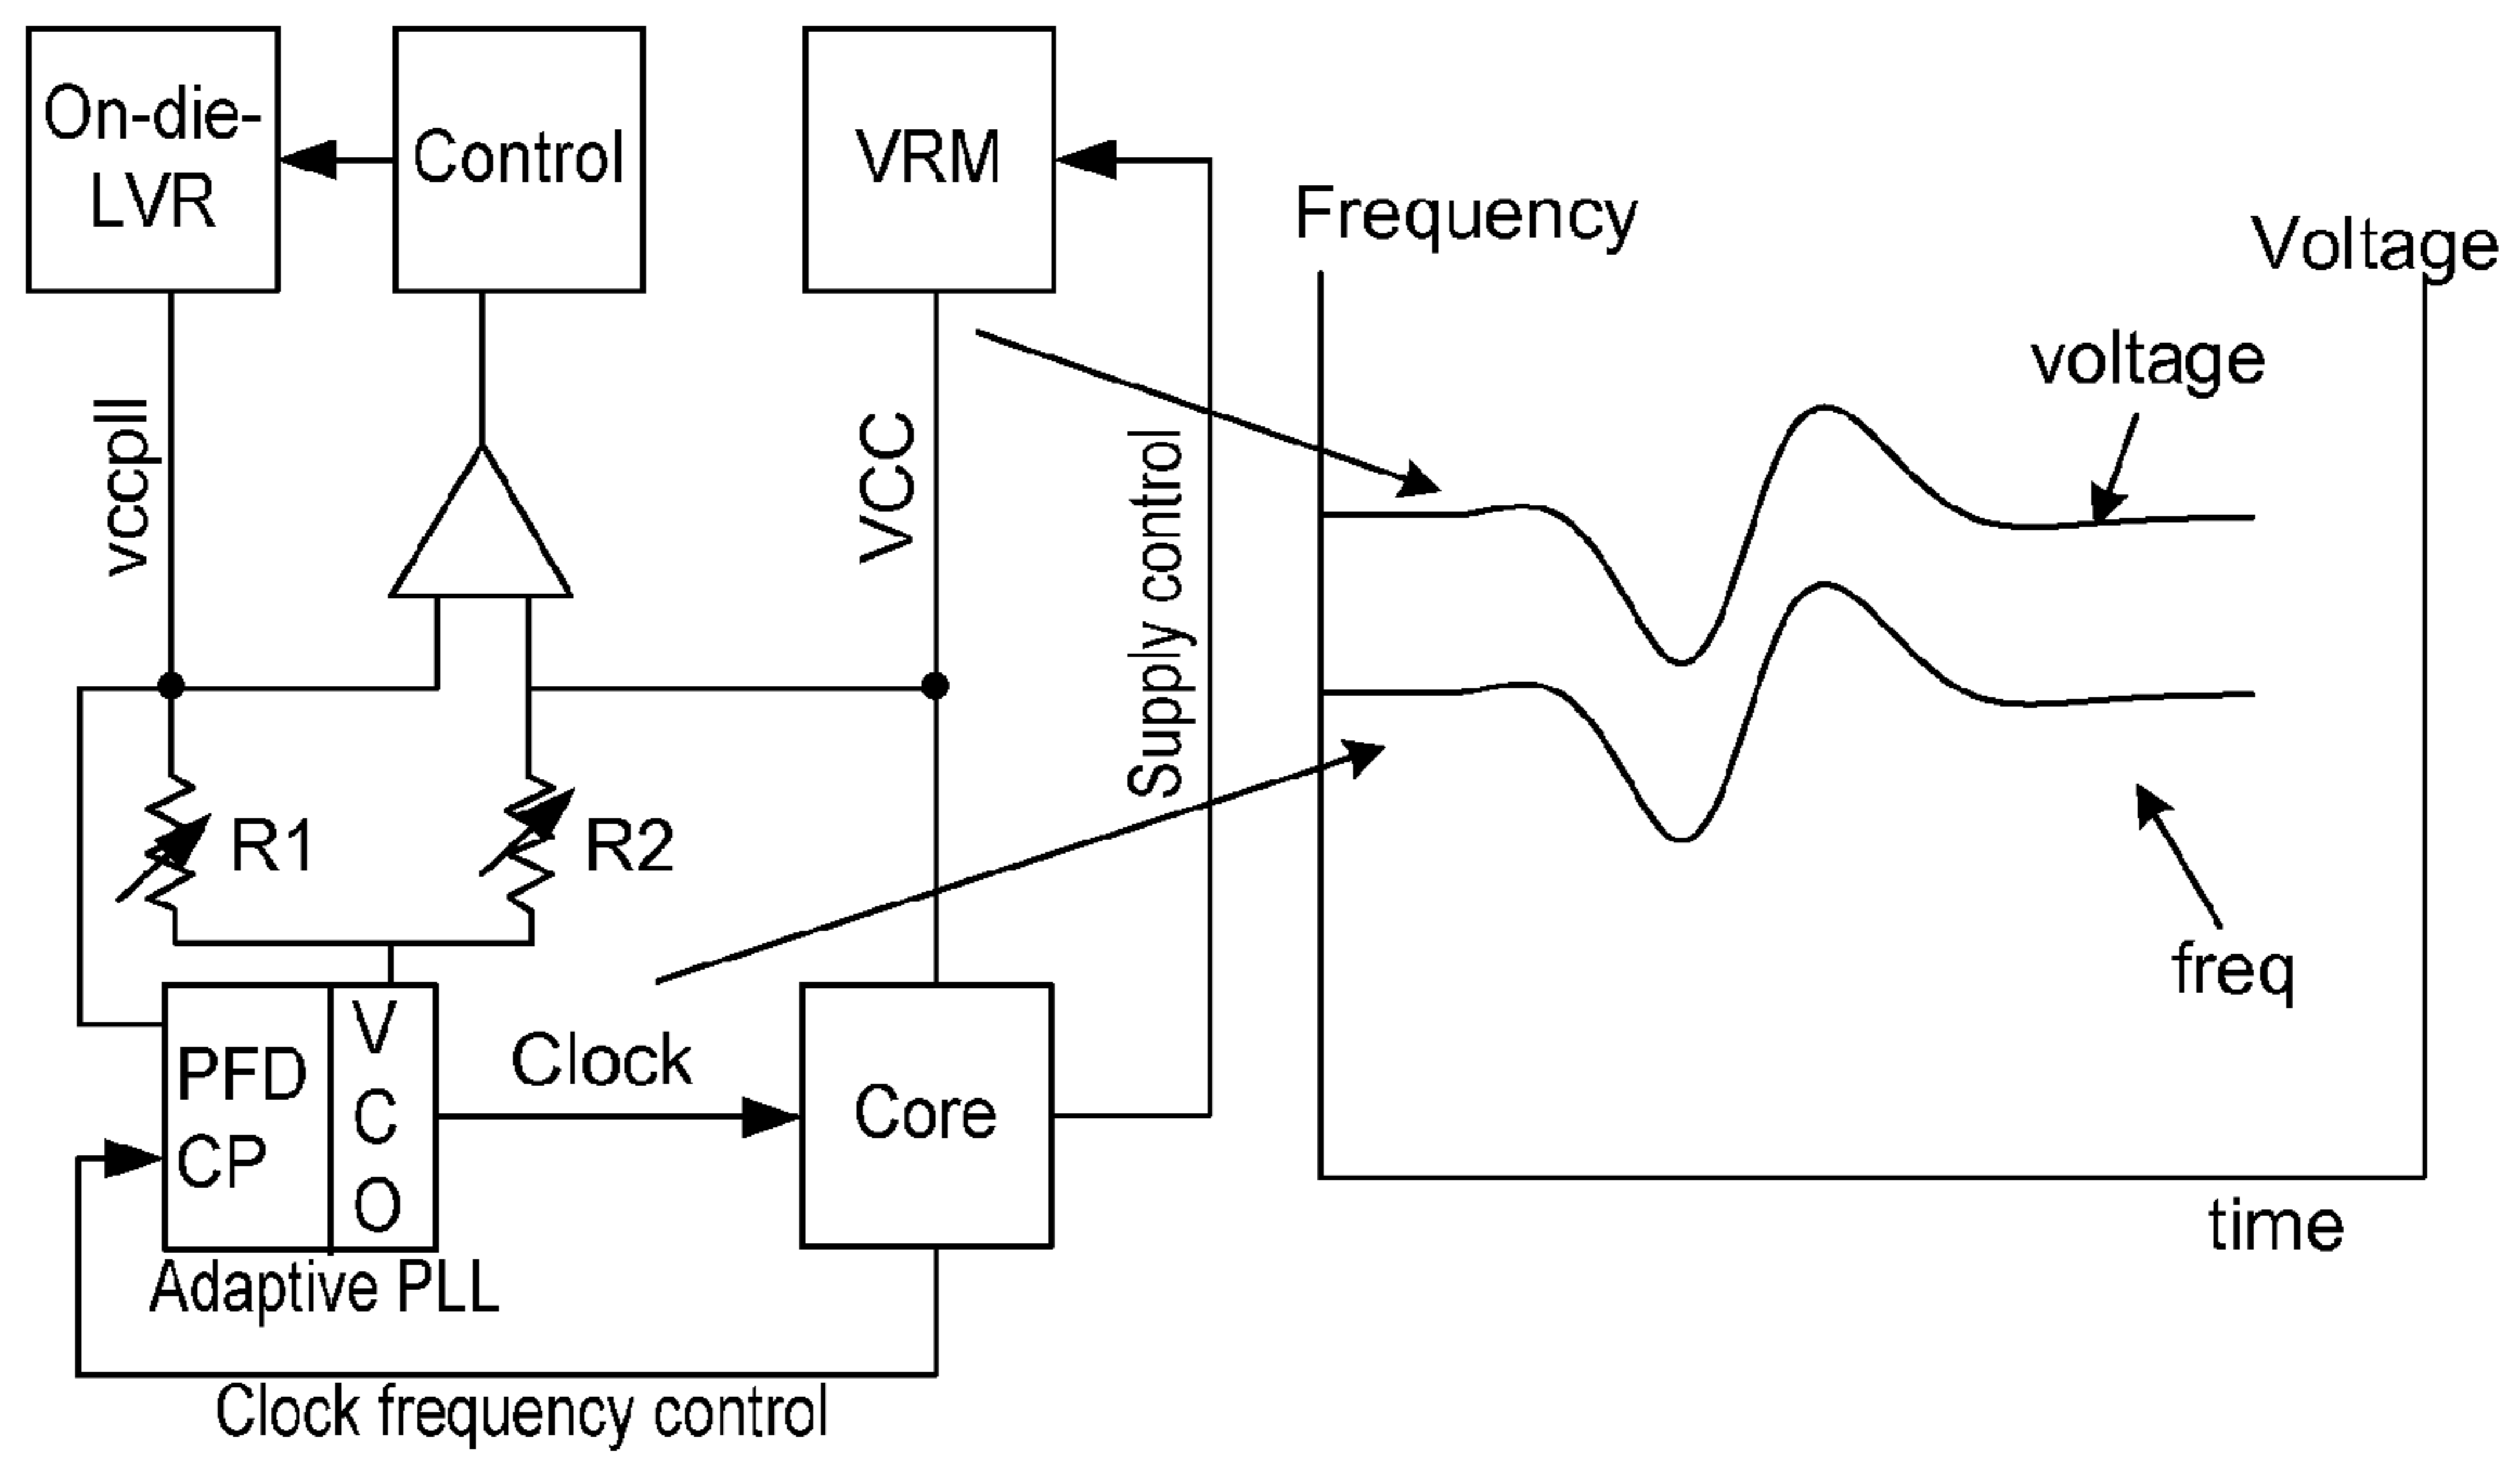 On-die-
LVR
Control
VRM
Frequency
Voltage
voltage
vccpll
VCC
Supply control
R1
R2
freq
PFD
CP
V
C
O
Clock
Core
time
Adaptive PLL
Clock frequency control